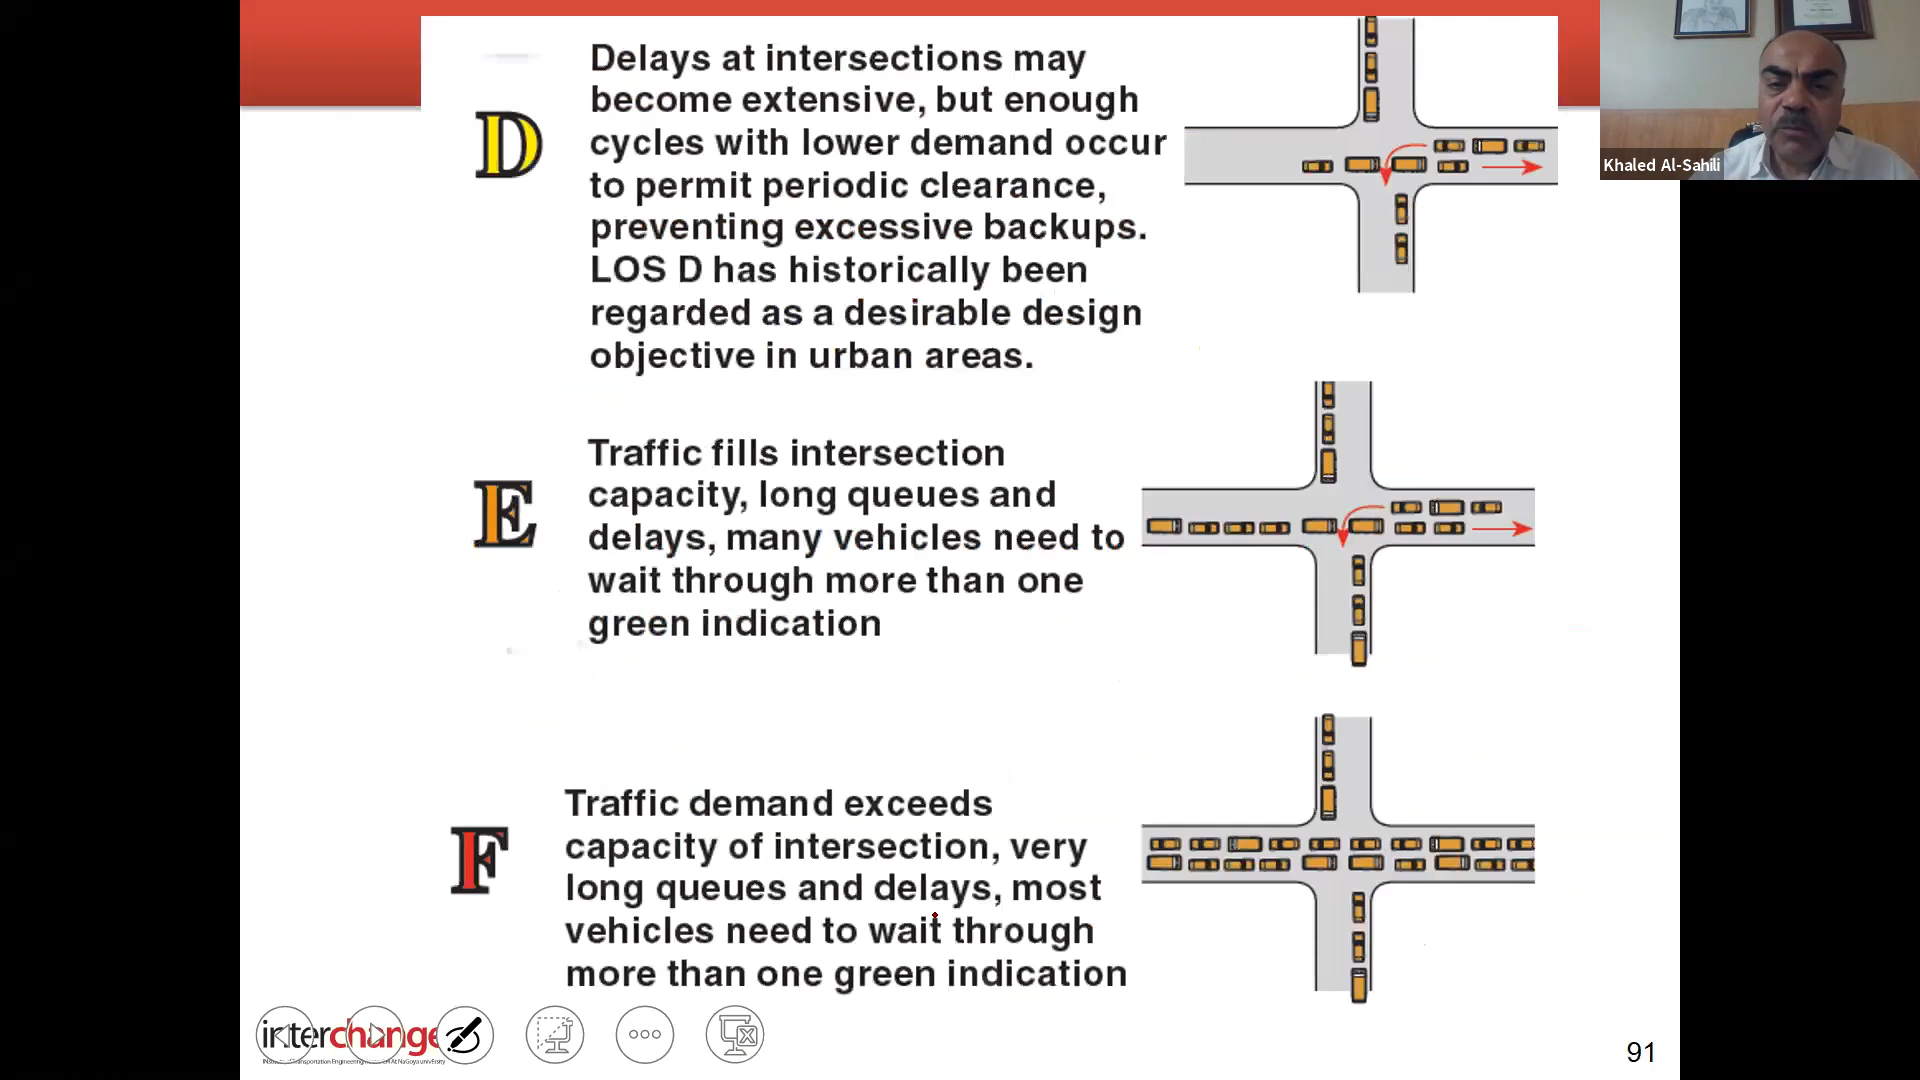 D
Delays at intersections may
become extensive, but enough
cycles with lower demand occur
to permit periodic clearance,
preventing excessive backups.
LOS D has historically been
regarded as a desirable design
objective in urban areas.
E
Traffic fills intersection
capacity, long queues and
delays, many vehicles need to
wait through more than one
green indication
F
Traffic demand exceeds
capacity of intersection, very
long queues and delays, most
vehicles need to wait through
more than one green indication
Khaled Al-Sahili
interchange
91